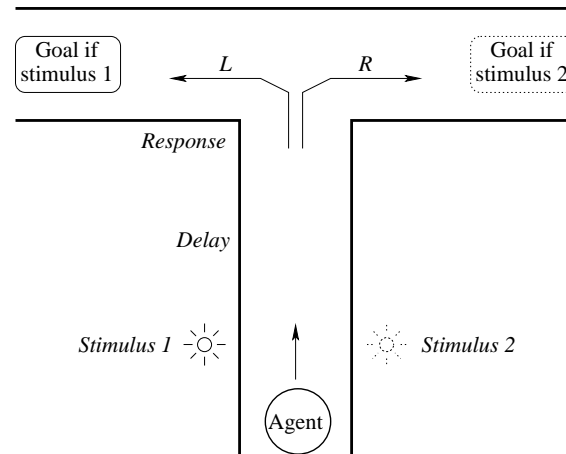 Goal if
stimulus 1
L
R
Goal if
stimulus 2
Response
Delay
Stimulus 1
Stimulus 2
Agent